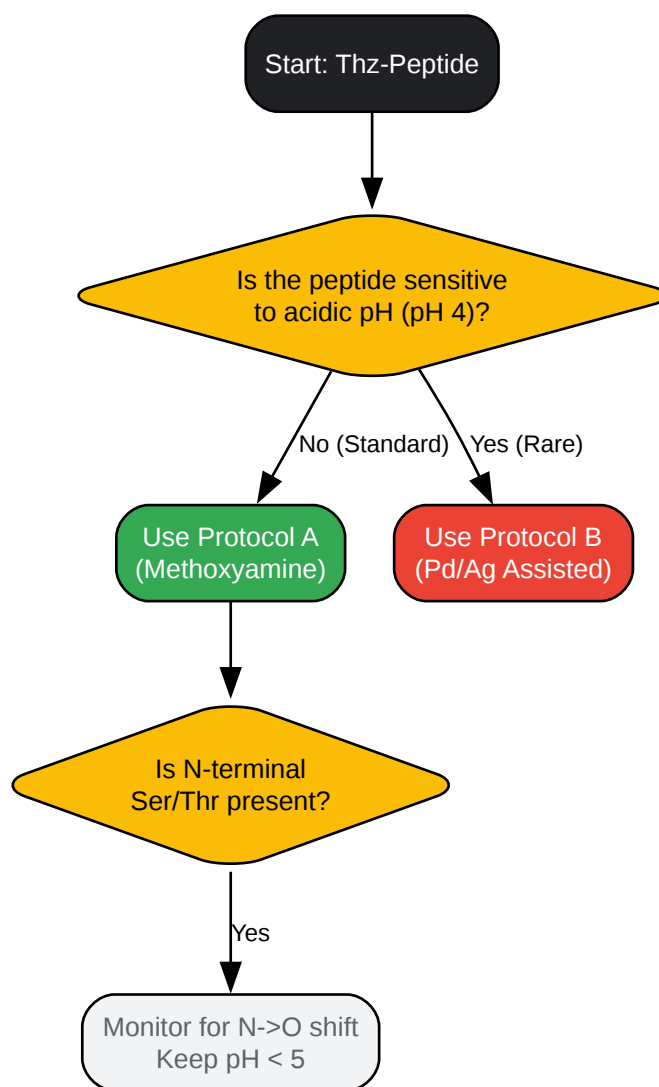 Start: Thz-Peptide
Is the peptide sensitive
to acidic pH (pH 4)?
No (Standard)
Yes (Rare)
Use Protocol A
(Methoxyamine)
Use Protocol B
(Pd/Ag Assisted)
Is N-terminal
Ser/Thr present?
Yes
Monitor for N->O shift
Keep pH < 5